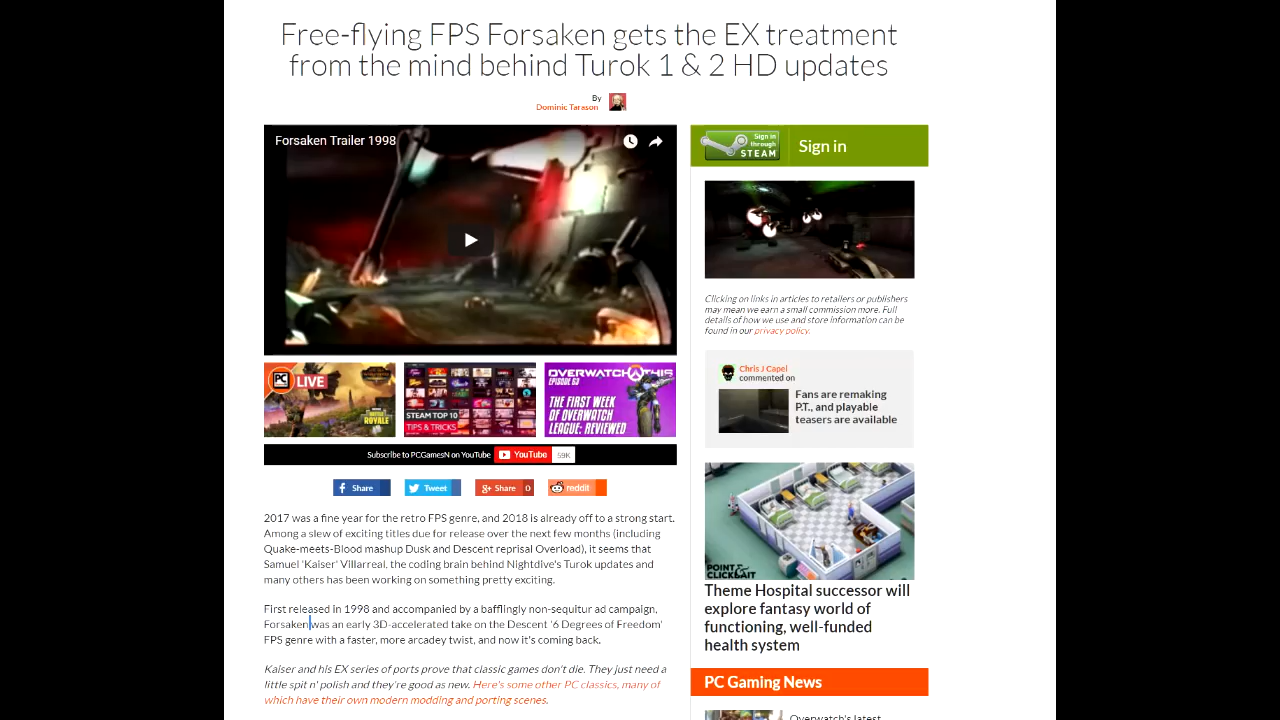 Free-flying FPS Forsaken gets the EX treatment
from the mind behind Turok 1 & 2 HD updates
By
Dominic Tarason
Forsaken Trailer 1998
PC
LIVE
BATTLE
ROYALE
STEAM TOP 10
TIPS & TRICKS
OVERWATCH THIS
EPISODE 63
THE FIRST WEEK
OF OVERWATCH
LEAGUE: REVIEWED
Subscribe to PCGamesN on YouTube
YouTube
59K
Share
Tweet
Share 0
reddit
2017 was a fine year for the retro FPS genre, and 2018 is already off to a strong start.
Among a slew of exciting titles due for release over the next few months (including
Quake-meets-Blood mashup Dusk and Descent reprisal Overload), it seems that
Samuel 'Kaiser' Villarreal, the coding brain behind Nightdive's Turok updates and
many others has been working on something pretty exciting.
First released in 1998 and accompanied by a bafflingly non-sequitur ad campaign,
Forsaken was an early 3D-accelerated take on the Descent '6 Degrees of Freedom'
FPS genre with a faster, more arcadey twist, and now it's coming back.
Kaiser and his EX series of ports prove that classic games don't die. They just need a
little spit n' polish and they're good as new. Here's some other PC classics, many of
which have their own modern modding and porting scenes.
Sign in
through
STEAM
Sign in
Clicking on links in articles to retailers or publishers
may mean we earn a small commission more. Full
details of how we use and store information can be
found in our privacy policy.
Chris J Capel
commented on
Fans are remaking
P.T., and playable
teasers are available
POINT &
CLICKBAIT
Theme Hospital successor will
explore fantasy world of
functioning, well-funded
health system
PC Gaming News
Overwatch's latest